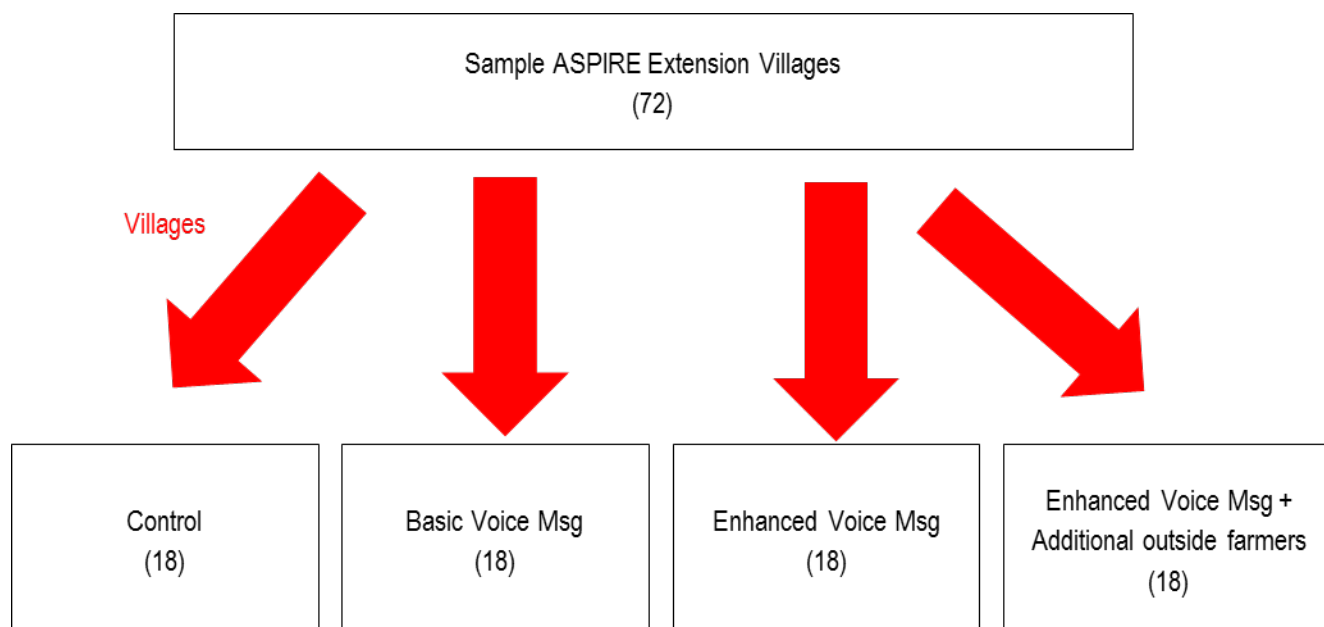 Sample ASPIRE Extension Villages
(72)
Villages
Control
(18)
Basic Voice Msg
(18)
Enhanced Voice Msg
(18)
Enhanced Voice Msg +
Additional outside farmers
(18)